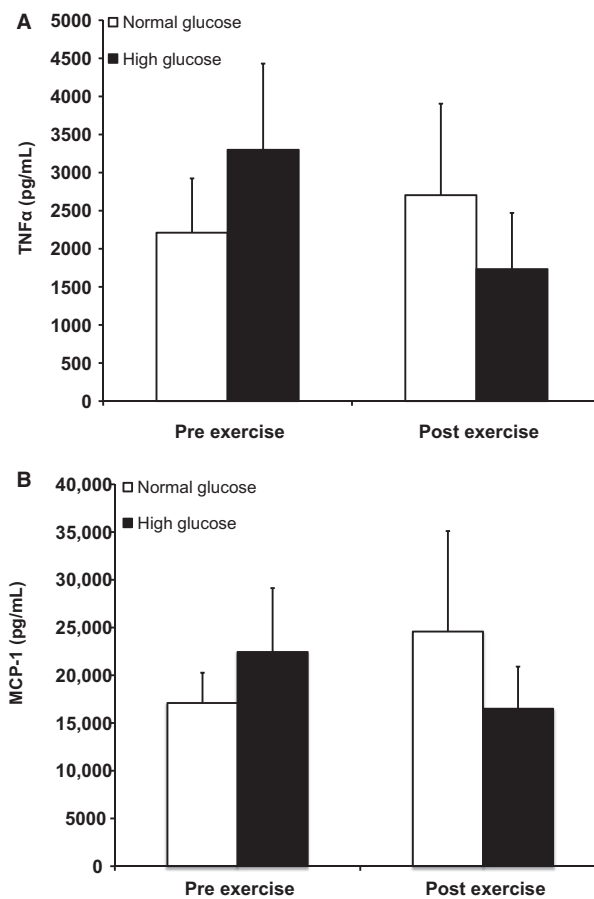 A
Normal glucose
High glucose
TNFα (pg/mL)
5000
4500
4000
3500
3000
2500
2000
1500
1000
500
0
Pre exercise Post exercise
B
Normal glucose
High glucose
MCP-1 (pg/mL)
40,000
35,000
30,000
25,000
20,000
15,000
10,000
5000
0
Pre exercise Post exercise